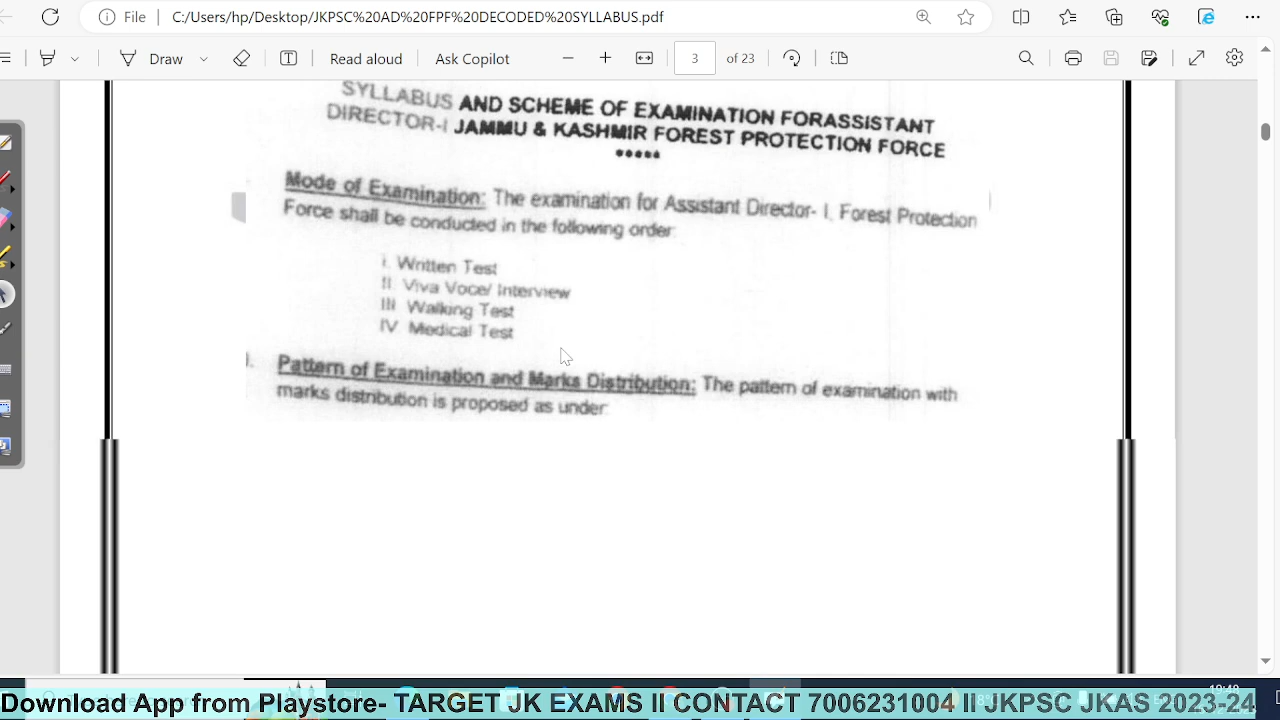 File
C:/Users/hp/Desktop/JKPSC%20AD%20FPF%20DECODED%20SYLLABUS.pdf
Draw
Read aloud
Ask Copilot
3
of 23
SYLLABUS AND SCHEME OF EXAMINATION FORASSISTANT
DIRECTOR-I JAMMU & KASHMIR FOREST PROTECTION FORCE
*****
Mode of Examination: The examination for Assistant Director- I, Forest Protection
Force shall be conducted in the following order:
I. Written Test
II. Viva Voce/ Interview
III Walking Test
IV Medical Test
Pattern of Examination and Marks Distribution: The pattern of examination with
marks distribution is proposed as under:
Download App from Playstore- TARGET JK EXAMS II CONTACT 7006231004 II JKPSC JKAS 2023-24